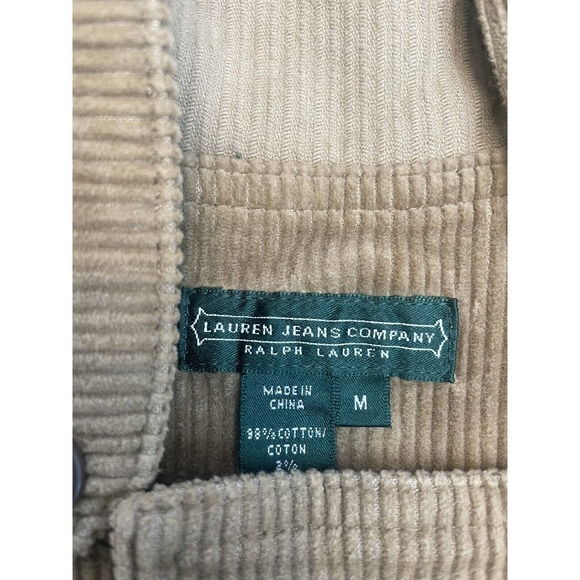 LAUREN JEANS COMPANY
RALPH LAUREN
MADE IN
CHINA
M
98% COTTON/
COTON
2%